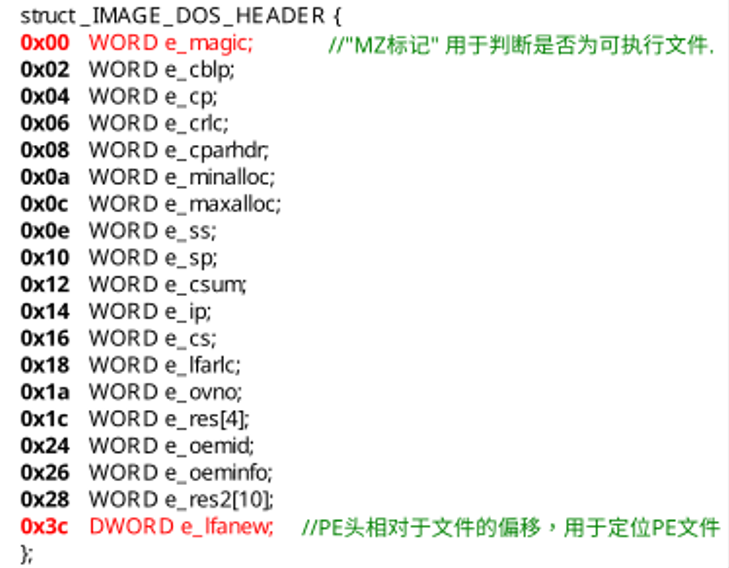 struct _IMAGE_DOS_HEADER {
0x00 WORD e_magic; //"MZ标记" 用于判断是否为可执行文件.
0x02 WORD e_cblp;
0x04 WORD e_cp;
0x06 WORD e_crlc;
0x08 WORD e_cparhdr;
0x0a WORD e_minalloc;
0x0c WORD e_maxalloc;
0x0e WORD e_ss;
0x10 WORD e_sp;
0x12 WORD e_csum;
0x14 WORD e_ip;
0x16 WORD e_cs;
0x18 WORD e_lfarlc;
0x1a WORD e_ovno;
0x1c WORD e_res[4];
0x24 WORD e_oemid;
0x26 WORD e_oeminfo;
0x28 WORD e_res2[10];
0x3c DWORD e_lfanew; //PE头相对于文件的偏移，用于定位PE文件
};